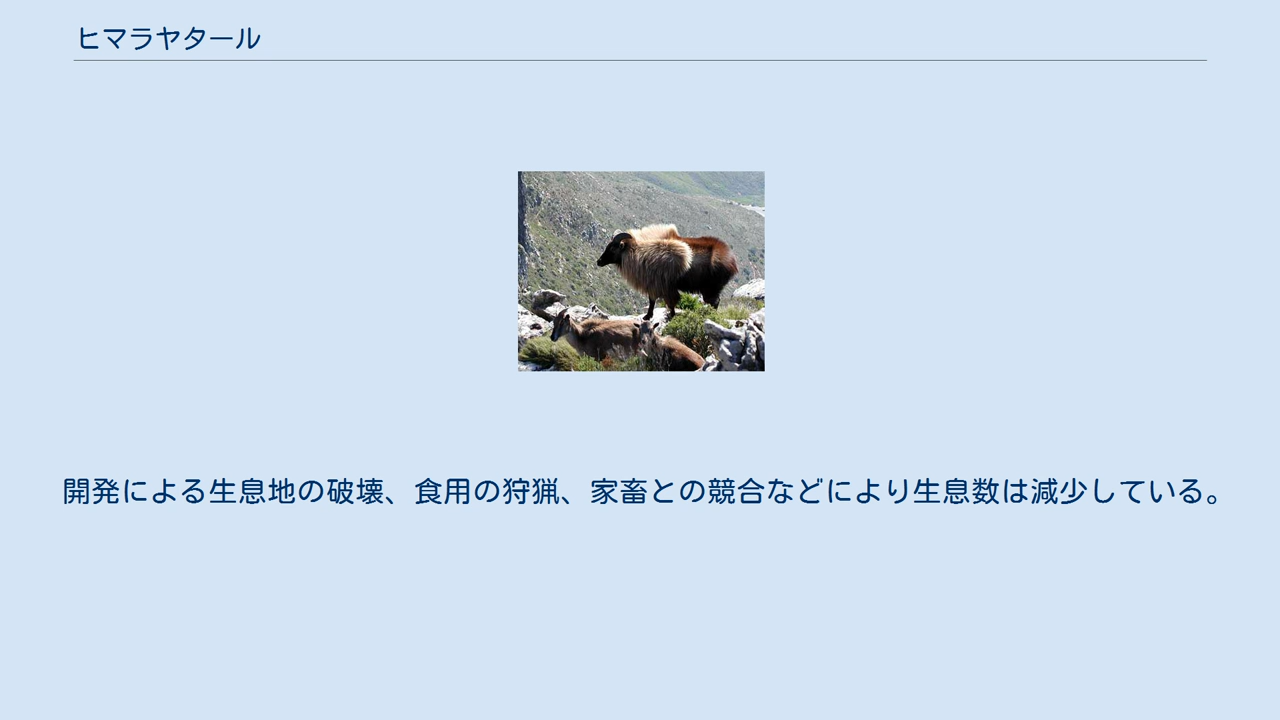 ヒマラヤタール
開発による生息地の破壊、食用の狩猟、家畜との競合などにより生息数は減少している。